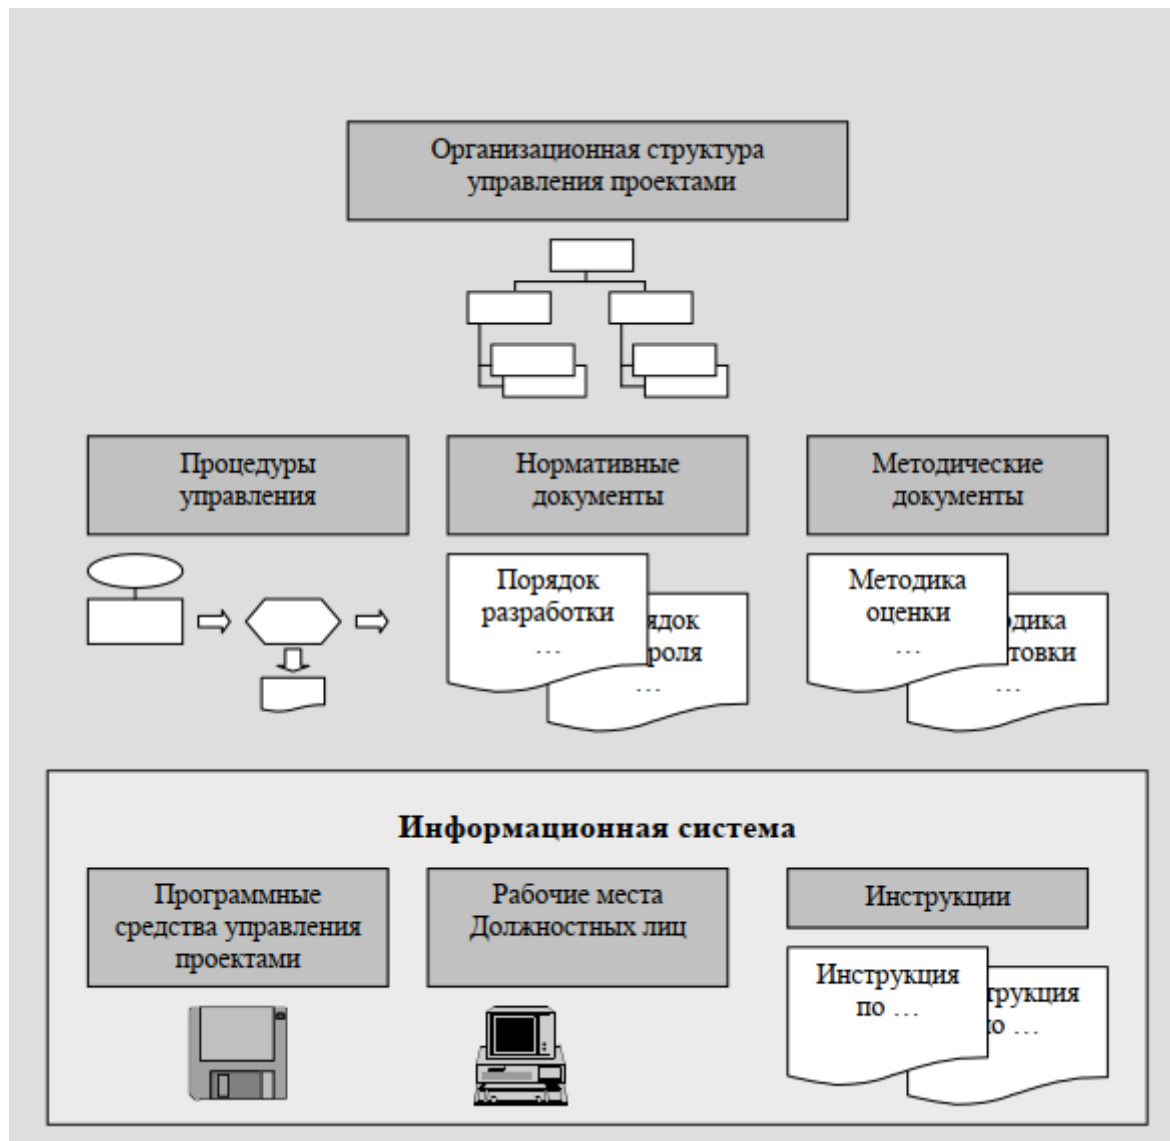 Организационная структура
управления проектами
Процедуры
управления
Нормативные
документы
Методические
документы
Порядок
разработки
…
…
Методика
оценки
…
…
Информационная система
Программные
средства управления
проектами
Рабочие места
Должностных лиц
Инструкции
Инструкция
по …
…